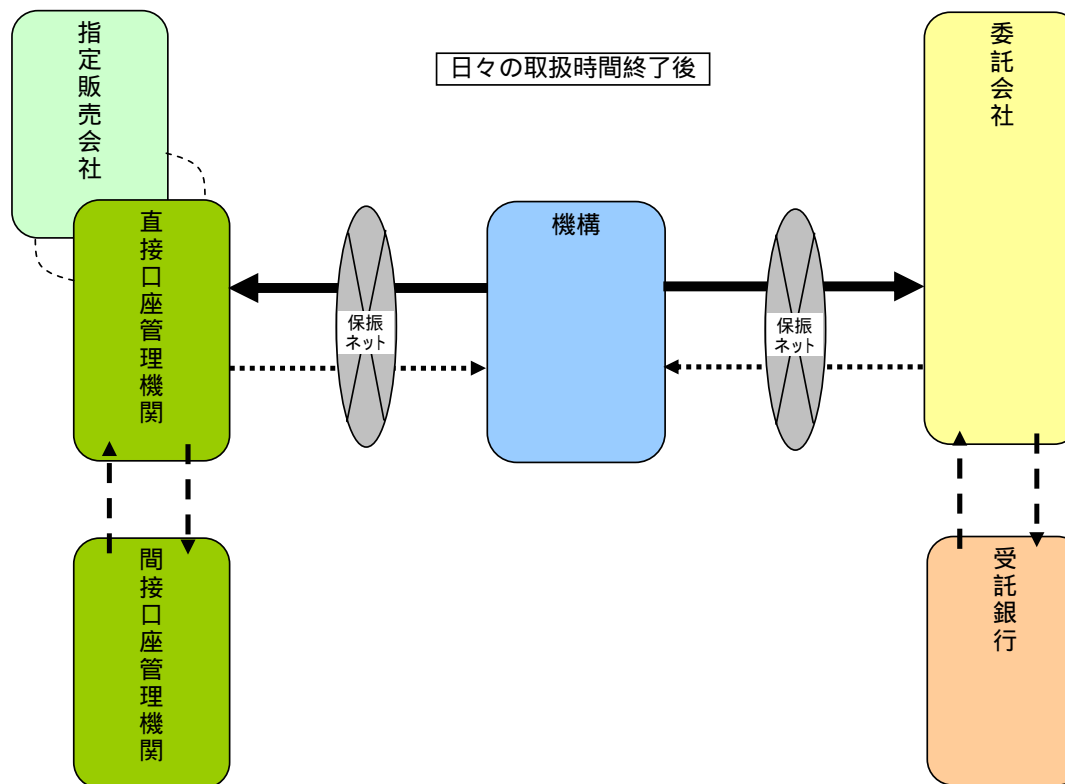 指定販売会社
日々の取扱時間終了後
委託会社
直接口座管理機関
機構
保振
ネット
保振
ネット
間接口座管理機関
受託銀行